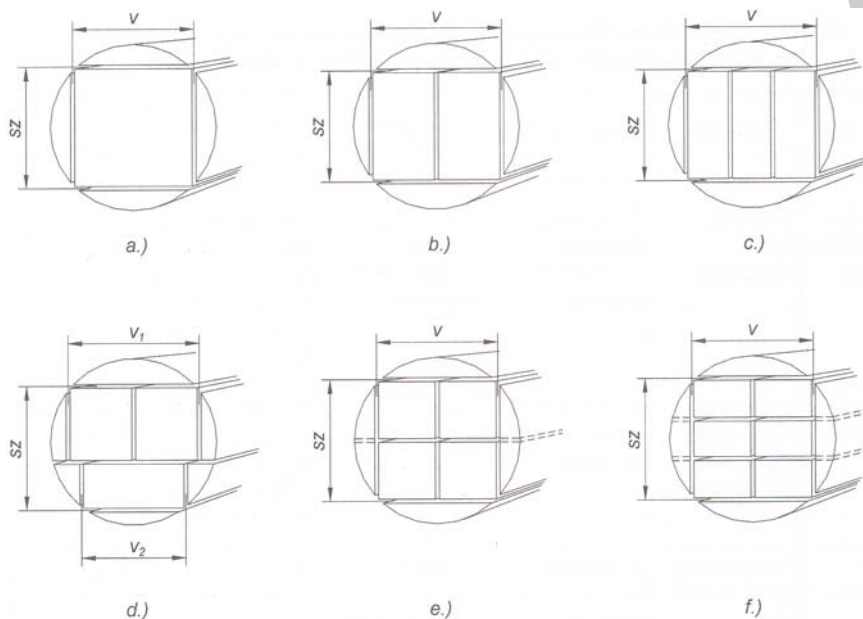 v v v
sz sz sz
a.) b.) c.)
v₁ v v
sz sz sz
v₂
d.) e.) f.)